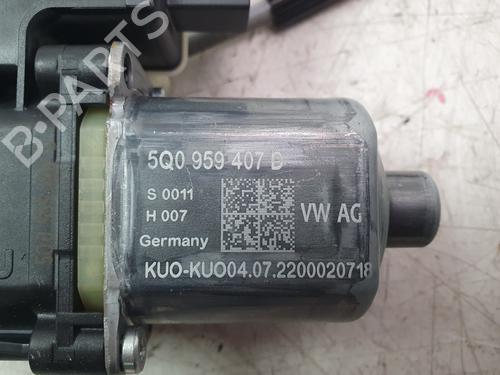 B-PARTS
5Q0 959 407 D
S 0011
H 007
VW AG
Germany
KUO-KUO04.07.2200020718